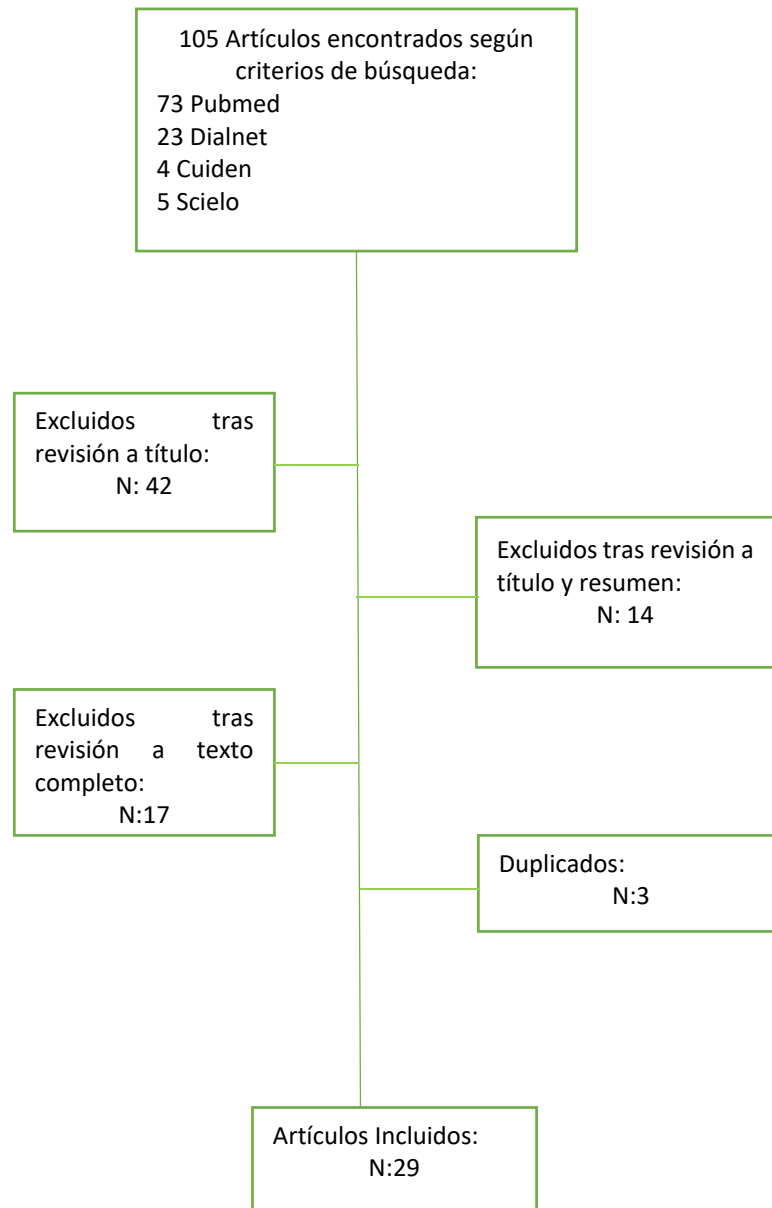 105 Artículos encontrados según
criterios de búsqueda:
73 Pubmed
23 Dialnet
4 Cuiden
5 Scielo
Excluidos tras
revisión a título:
N: 42
Excluidos tras revisión a
título y resumen:
N: 14
Excluidos tras
revisión a texto
completo:
N:17
Duplicados:
N:3
Artículos Incluidos:
N:29